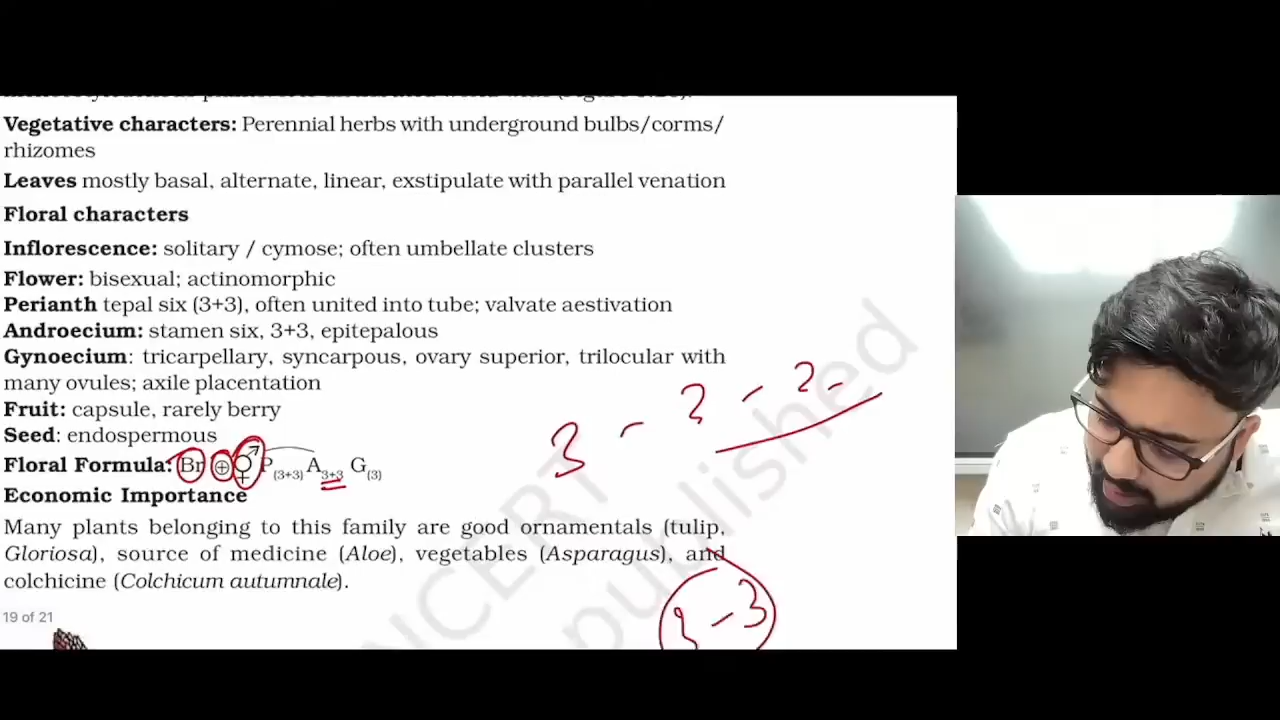 Vegetative characters: Perennial herbs with underground bulbs/corms/
rhizomes
Leaves mostly basal, alternate, linear, exstipulate with parallel venation
Floral characters
Inflorescence: solitary / cymose; often umbellate clusters
Flower: bisexual; actinomorphic
Perianth tepal six (3+3), often united into tube; valvate aestivation
Androecium: stamen six, 3+3, epitepalous
Gynoecium: tricarpellary, syncarpous, ovary superior, trilocular with
many ovules; axile placentation
Fruit: capsule, rarely berry
Seed: endospermous
Floral Formula: Br ⊕ ⚥ P(3+3) A3+3 G(3)
Economic Importance
Many plants belonging to this family are good ornamentals (tulip,
Gloriosa), source of medicine (Aloe), vegetables (Asparagus), and
colchicine (Colchicum autumnale).
19 of 21
3 - 3 - 2 -
3 - 3
NCERT
published